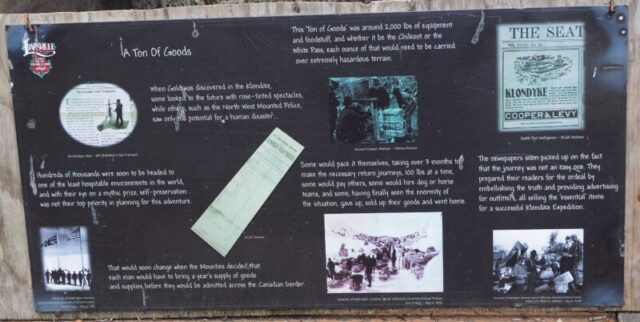 LIARSVILLE
A Ton Of Goods
When Gold was discovered in the Klondike,
some looked to the future with rose-tinted spectacles,
while others, such as the North West Mounted Police,
saw only the potential for a human disaster...
Hundreds of thousands were soon to be headed to
one of the least hospitable environments in the world,
and with their eye on a mythic prize, self-preservation
was not their top priority in planning for this adventure.
That would soon change when the Mounties decided that
each man would have to bring a year's supply of goods
and supplies before they would be admitted across the Canadian border.
This 'Ton of Goods' was around 2,000 lbs of equipment
and foodstuff, and whether it be the Chilkoot or the
White Pass, each ounce of that would need to be carried
over extremely hazardous terrain.
Some would pack it themselves, taking over 3 months to
make the necessary return journeys, 100 lbs at a time,
some would pay others, some would hire dog or horse
teams, and some, having finally seen the enormity of
the situation, gave up, sold up their goods and went home.
THE SEAT
KLONDYKE
COOPER & LEVY
The newspapers soon picked up on the fact
that the journey was not an easy one. They
prepared their readers for the ordeal by
embellishing the truth and providing advertising
for outfitters, all selling the 'essential' items
for a successful Klondike Expedition.